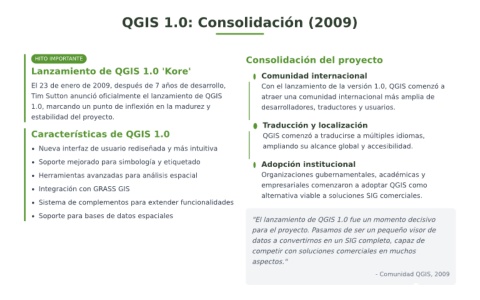 QGIS 1.0: Consolidación (2009)
HITO IMPORTANTE
Lanzamiento de QGIS 1.0 'Kore'
El 23 de enero de 2009, después de 7 años de desarrollo,
Tim Sutton anunció oficialmente el lanzamiento de QGIS
1.0, marcando un punto de inflexión en la madurez y
estabilidad del proyecto.
Características de QGIS 1.0
• Nueva interfaz de usuario rediseñada y más intuitiva
• Soporte mejorado para simbología y etiquetado
• Herramientas avanzadas para análisis espacial
• Integración con GRASS GIS
• Sistema de complementos para extender funcionalidades
• Soporte para bases de datos espaciales
Consolidación del proyecto
Comunidad internacional
Con el lanzamiento de la versión 1.0, QGIS comenzó a
atraer una comunidad internacional más amplia de
desarrolladores, traductores y usuarios.
Traducción y localización
QGIS comenzó a traducirse a múltiples idiomas,
ampliando su alcance global y accesibilidad.
Adopción institucional
Organizaciones gubernamentales, académicas y
empresariales comenzaron a adoptar QGIS como
alternativa viable a soluciones SIG comerciales.
"El lanzamiento de QGIS 1.0 fue un momento decisivo
para el proyecto. Pasamos de ser un pequeño visor de
datos a convertirnos en un SIG completo, capaz de
competir con soluciones comerciales en muchos
aspectos."
- Comunidad QGIS, 2009